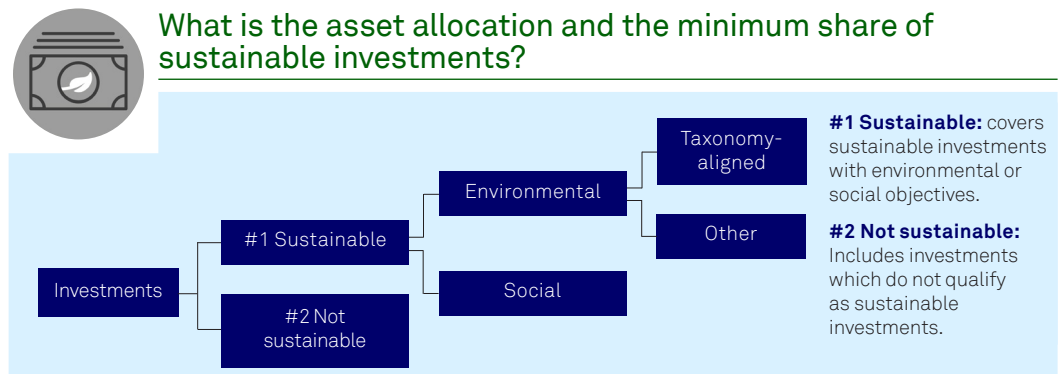 What is the asset allocation and the minimum share of
sustainable investments?
Investments
#1 Sustainable
#2 Not
sustainable
Environmental
Social
Taxonomy-
aligned
Other
#1 Sustainable: covers
sustainable investments
with environmental or
social objectives.
#2 Not sustainable:
Includes investments
which do not qualify
as sustainable
investments.